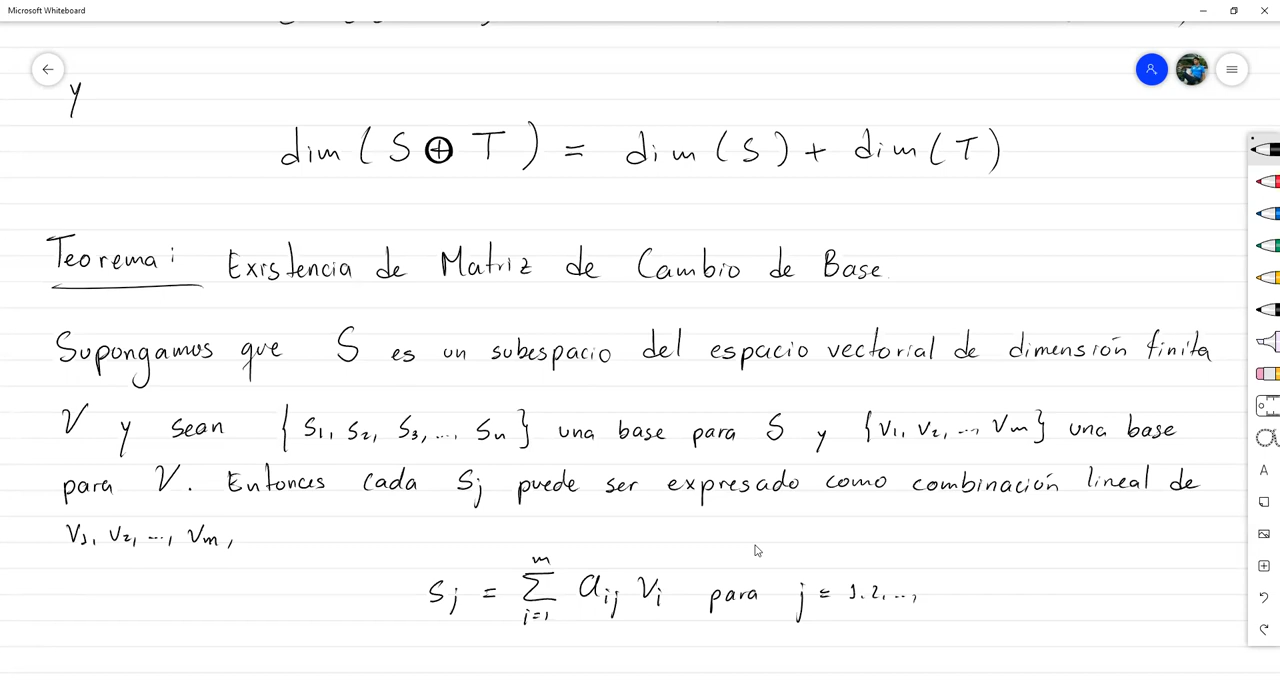 Microsoft Whiteboard
y
dim ( S ⊕ T ) = dim ( S ) + dim ( T )
Teorema: Existencia de Matriz de Cambio de Base.
Supongamos que S es un subespacio del espacio vectorial de dimensión finita
V y sean { s1, s2, s3, ..., sn } una base para S y { v1, v2, ..., vm } una base
para V. Entonces cada sj puede ser expresado como combinación lineal de
v1, v2, ..., vm,
sj = ∑_{i=1}^{m} aij vi para j = 1, 2, ...,
A